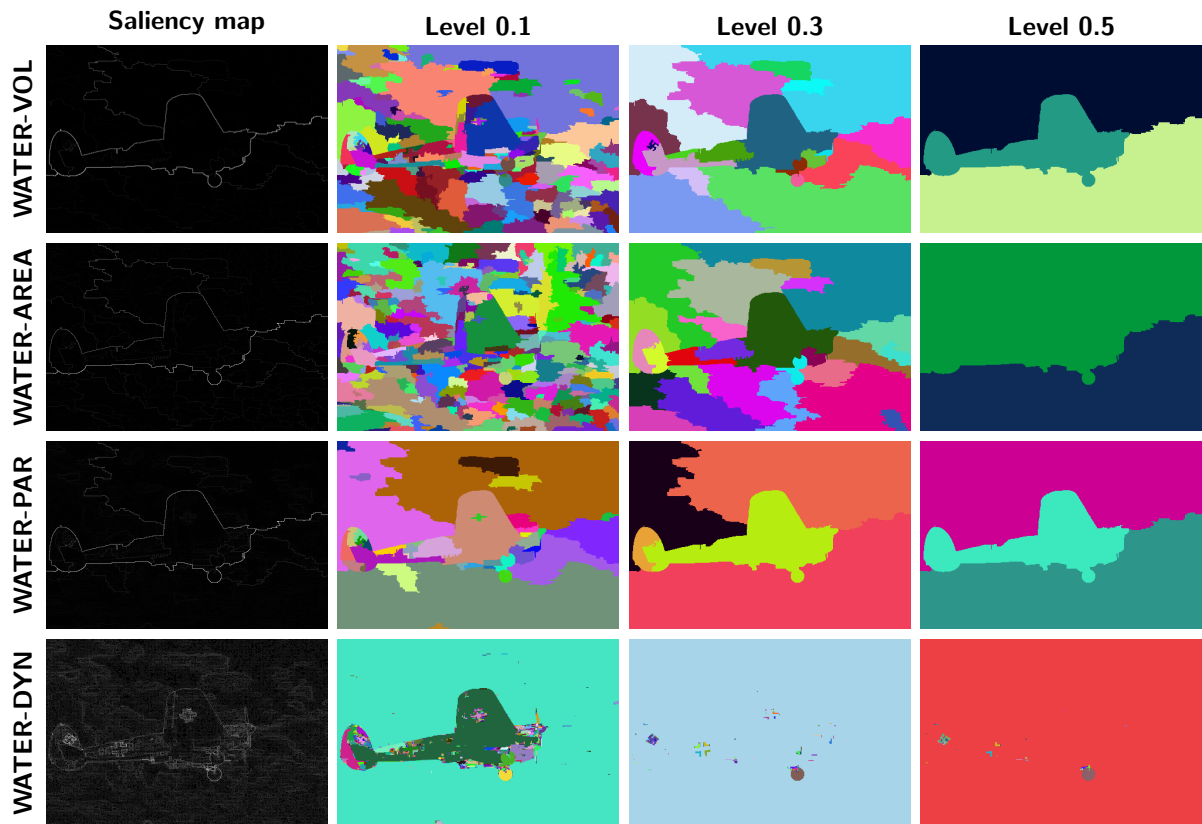 Saliency map Level 0.1 Level 0.3 Level 0.5
WATER-VOL
WATER-AREA
WATER-PAR
WATER-DYN